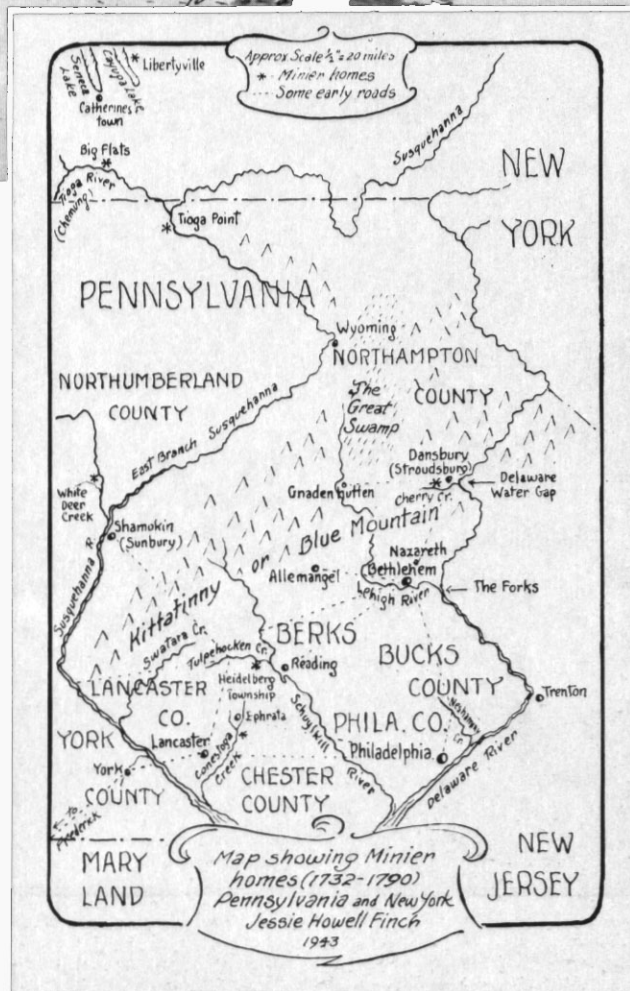 Approx. Scale ½"=20 miles
* - Minier homes
..... Some early roads
Seneca Lake
Cayuga Lake
Libertyville
Catherines town
Big Flats
Tioga River
(Chemung)
Tioga Point
Susquehanna
NEW
YORK
PENNSYLVANIA
Wyoming
NORTHAMPTON
COUNTY
NORTHUMBERLAND
COUNTY
The
Great
Swamp
East Branch Susquehanna
Dansbury
(Stroudsburg)
Delaware
Water Gap
Gnaden hutten
Cherry Cr.
White
Deer
Creek
Shamokin
(Sunbury)
Susquehanna R.
Kittatinny or Blue Mountain
Allemangel
Nazareth
Bethlehem
Lehigh River
The Forks
Swatara Cr.
Tulpehocken Cr.
BERKS
Reading
Heidelberg
Township
BUCKS
COUNTY
LANCASTER
CO.
Ephrata
Schuylkill
River
Trenton
PHILA. CO.
Lancaster
Conestoga
Creek
Philadelphia
Delaware River
YORK
York
COUNTY
CHESTER
COUNTY
To
Frederick
MARY
LAND
NEW
JERSEY
Map showing Minier
homes (1732-1790)
Pennsylvania and New York
Jessie Howell Finch
1943